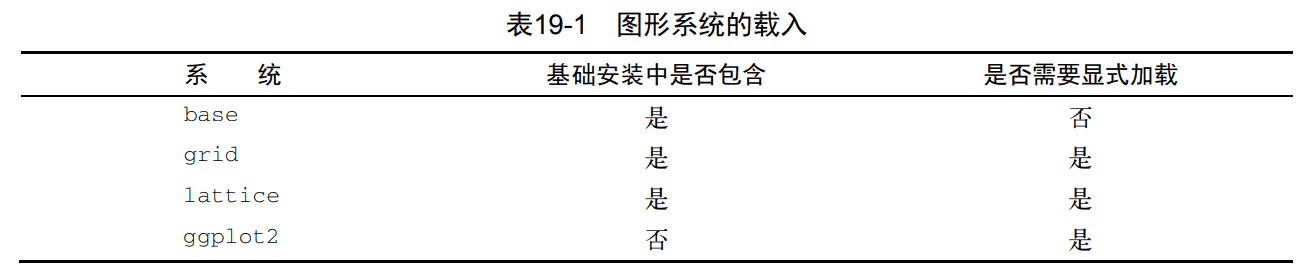 表19-1 图形系统的载入
系 统 基础安装中是否包含 是否需要显式加载
base 是 否
grid 是 是
lattice 是 是
ggplot2 否 是